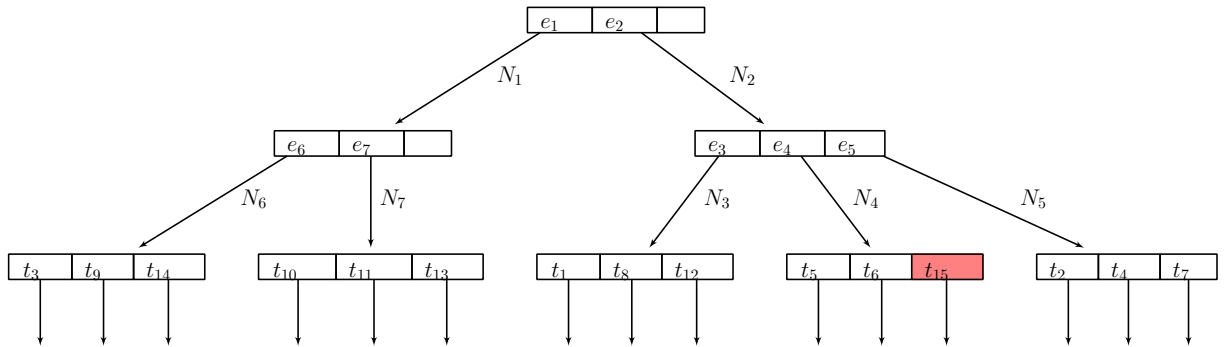 e₁ e₂
N₁ N₂
e₆ e₇ e₃ e₄ e₅
N₆ N₇ N₃ N₄ N₅
t₃ t₉ t₁₄ t₁₀ t₁₁ t₁₃ t₁ t₈ t₁₂ t₅ t₆ t₁₅ t₂ t₄ t₇